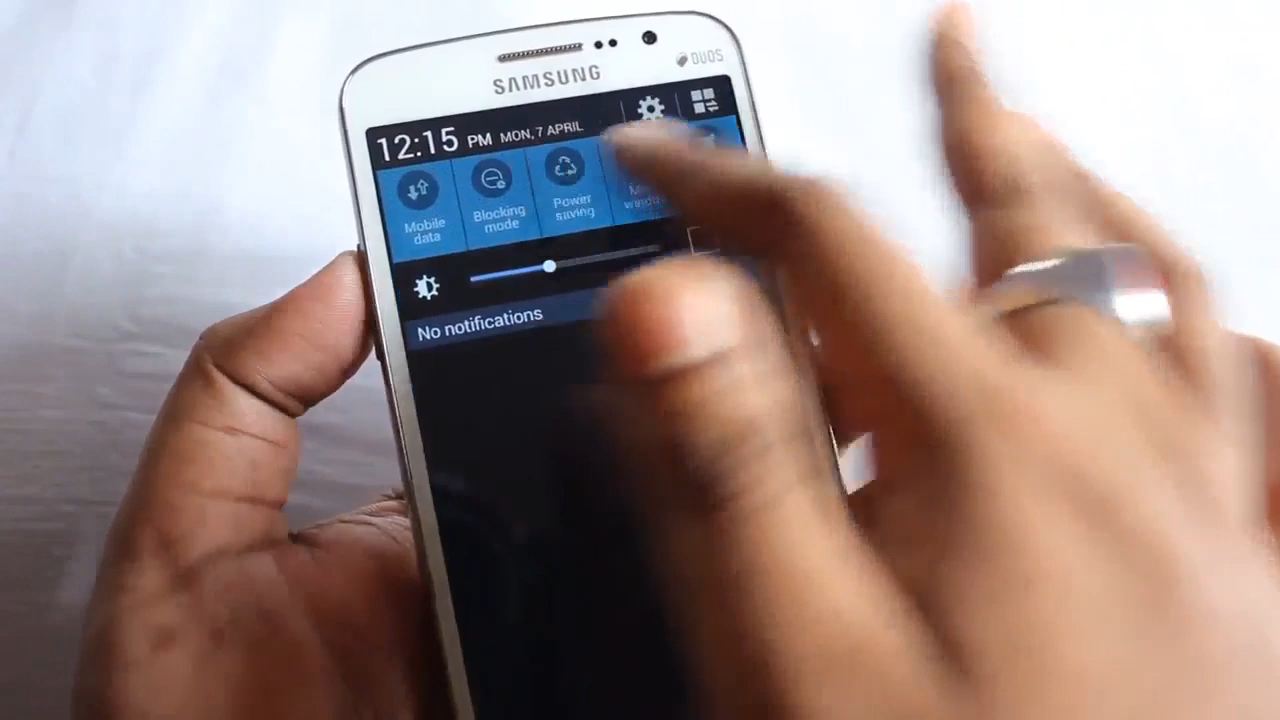 DUOS
SAMSUNG
12:15 PM MON, 7 APRIL
Mobile
data
Blocking
mode
Power
saving
No notifications